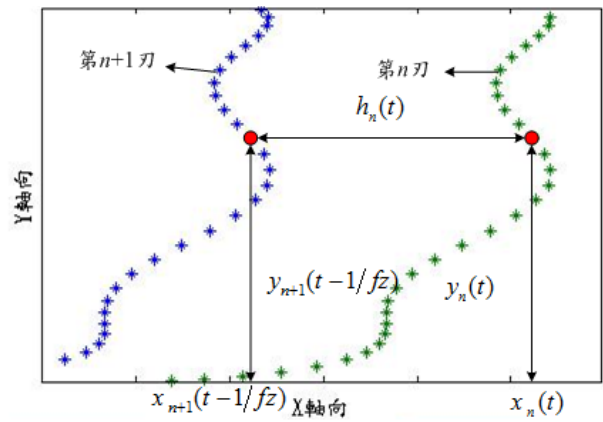 第n+1刃
第n刃
hₙ(t)
yₙ₊₁(t−1/fz)
yₙ(t)
Y軸向
xₙ₊₁(t−1/fz)
X軸向
xₙ(t)